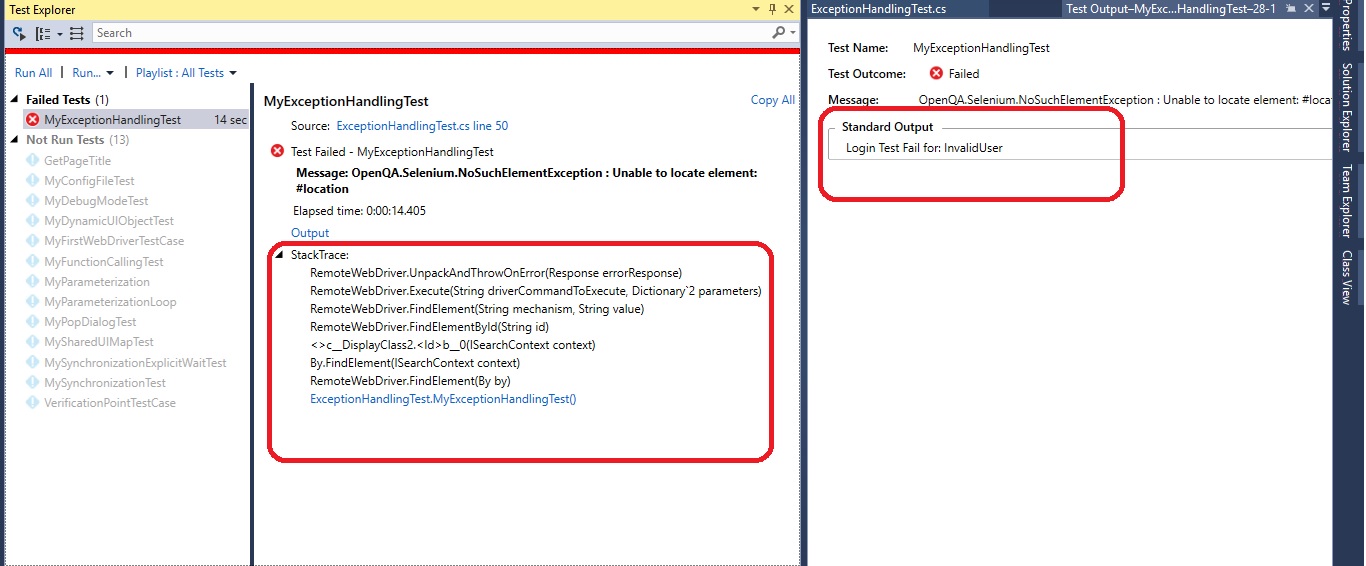 Test Explorer
Search
Run All | Run... | Playlist : All Tests
Failed Tests (1)
MyExceptionHandlingTest 14 sec
Not Run Tests (13)
GetPageTitle
MyConfigFileTest
MyDebugModeTest
MyDynamicUIObjectTest
MyFirstWebDriverTestCase
MyFunctionCallingTest
MyParameterization
MyParameterizationLoop
MyPopDialogTest
MySharedUIMapTest
MySynchronizationExplicitWaitTest
MySynchronizationTest
VerificationPointTestCase
MyExceptionHandlingTest
Copy All
Source: ExceptionHandlingTest.cs line 50
Test Failed - MyExceptionHandlingTest
Message: OpenQA.Selenium.NoSuchElementException : Unable to locate element:
#location
Elapsed time: 0:00:14.405
Output
StackTrace:
RemoteWebDriver.UnpackAndThrowOnError(Response errorResponse)
RemoteWebDriver.Execute(String driverCommandToExecute, Dictionary`2 parameters)
RemoteWebDriver.FindElement(String mechanism, String value)
RemoteWebDriver.FindElementById(String id)
<>c__DisplayClass2.<Id>b__0(ISearchContext context)
By.FindElement(ISearchContext context)
RemoteWebDriver.FindElement(By by)
ExceptionHandlingTest.MyExceptionHandlingTest()
ExceptionHandlingTest.cs
Test Output–MyExc...HandlingTest–28-1
Test Name: MyExceptionHandlingTest
Test Outcome: Failed
Message: OpenQA.Selenium.NoSuchElementException : Unable to locate element: #locat
Standard Output
Login Test Fail for: InvalidUser
Properties
Solution Explorer
Team Explorer
Class View